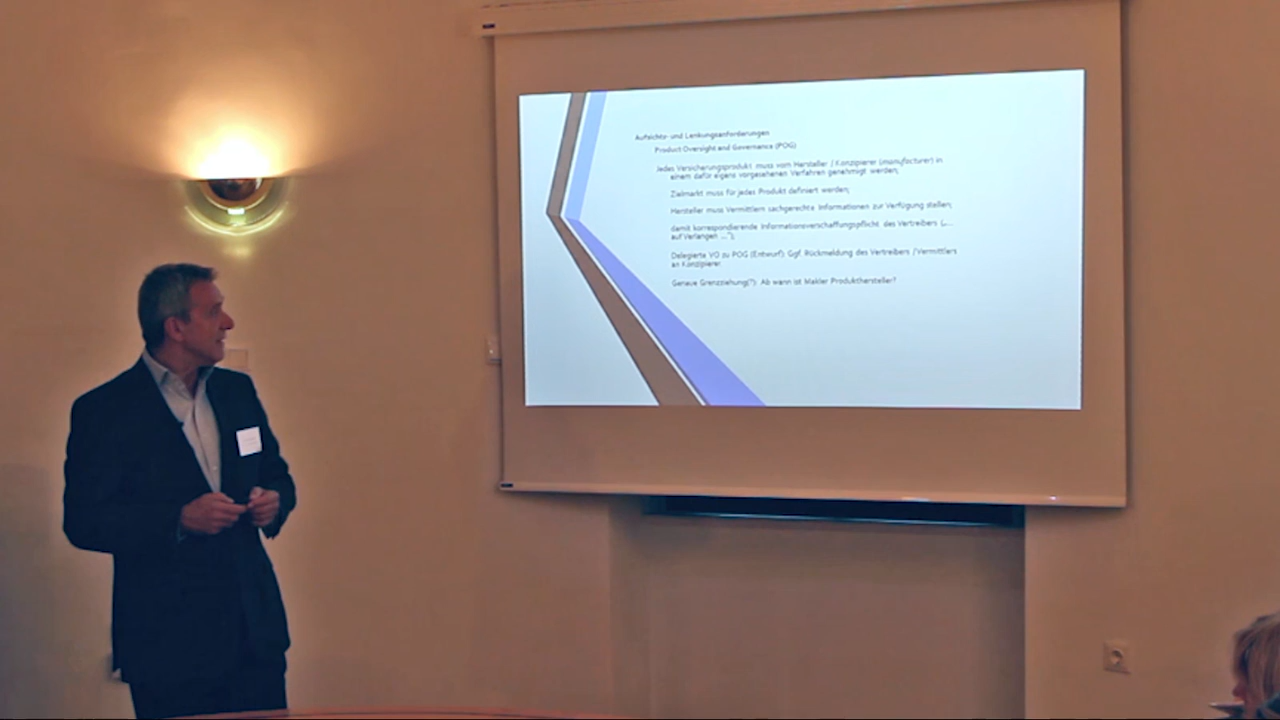 Aufsichts- und Lenkungsanforderungen
Product Oversight and Governance (POG)
Jedes Versicherungsprodukt muss vom Hersteller / Konzipierer (manufacturer) in
einem dafür eigens vorgesehenen Verfahren genehmigt werden;
Zielmarkt muss für jedes Produkt definiert werden;
Hersteller muss Vermittlern sachgerechte Informationen zur Verfügung stellen;
damit korrespondierende Informationsverschaffungspflicht des Vertreibers („...
auf Verlangen ...“);
Delegierte VO zu POG (Entwurf): Ggf. Rückmeldung des Vertreibers /Vermittlers
an Konzipierer.
Genaue Grenzziehung(?): Ab wann ist Makler Produkthersteller?